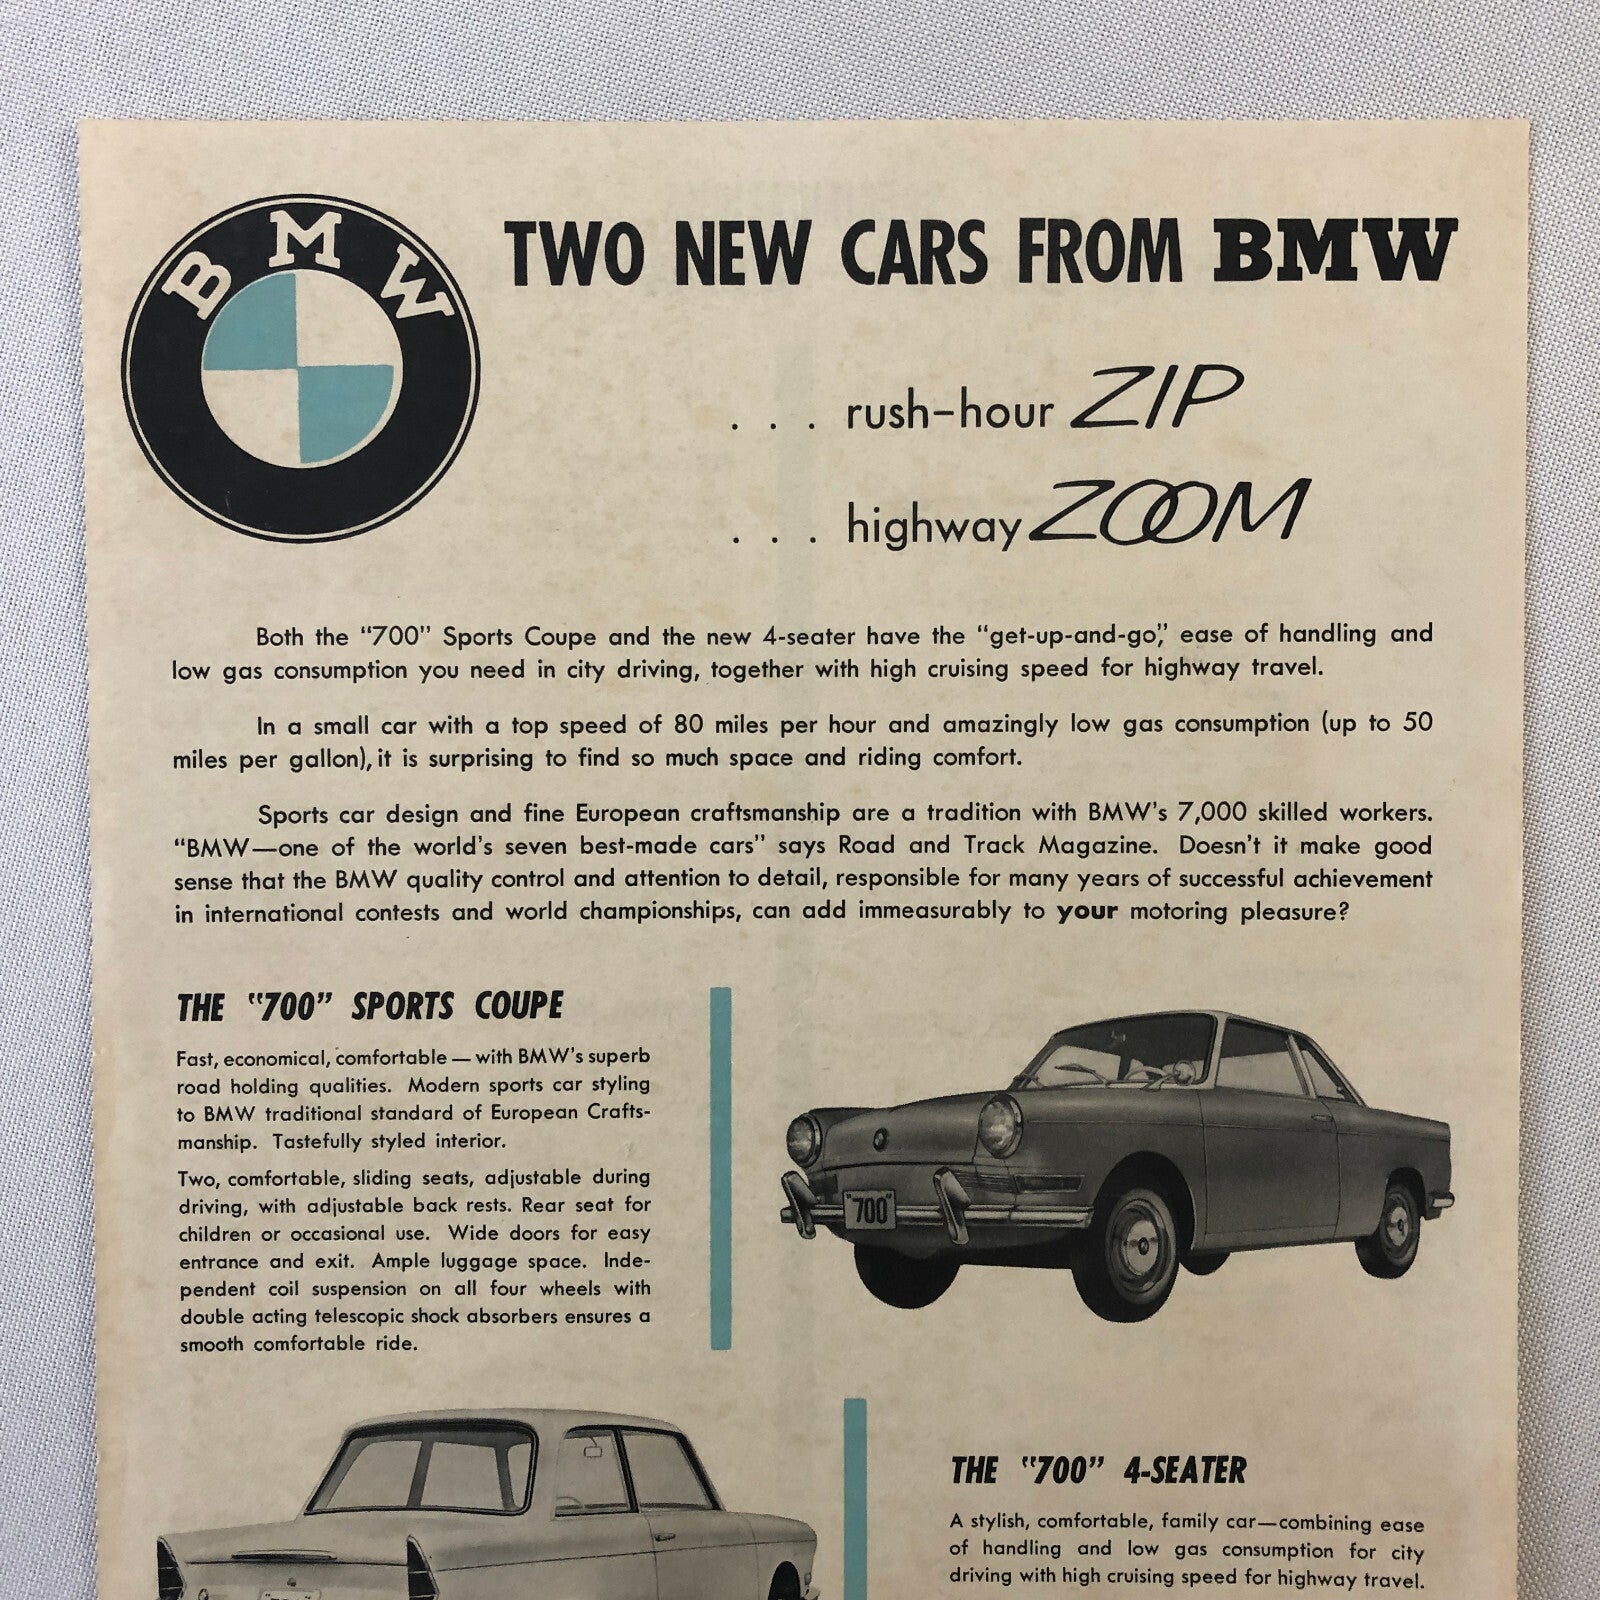 BMW
TWO NEW CARS FROM BMW
. . . rush-hour ZIP
. . . highway ZOOM
Both the "700" Sports Coupe and the new 4-seater have the "get-up-and-go," ease of handling and
low gas consumption you need in city driving, together with high cruising speed for highway travel.
In a small car with a top speed of 80 miles per hour and amazingly low gas consumption (up to 50
miles per gallon), it is surprising to find so much space and riding comfort.
Sports car design and fine European craftsmanship are a tradition with BMW's 7,000 skilled workers.
"BMW—one of the world's seven best-made cars" says Road and Track Magazine. Doesn't it make good
sense that the BMW quality control and attention to detail, responsible for many years of successful achievement
in international contests and world championships, can add immeasurably to your motoring pleasure?
THE "700" SPORTS COUPE
Fast, economical, comfortable — with BMW's superb
road holding qualities. Modern sports car styling
to BMW traditional standard of European Crafts-
manship. Tastefully styled interior.
Two, comfortable, sliding seats, adjustable during
driving, with adjustable back rests. Rear seat for
children or occasional use. Wide doors for easy
entrance and exit. Ample luggage space. Inde-
pendent coil suspension on all four wheels with
double acting telescopic shock absorbers ensures a
smooth comfortable ride.
"700"
THE "700" 4-SEATER
A stylish, comfortable, family car—combining ease
of handling and low gas consumption for city
driving with high cruising speed for highway travel.